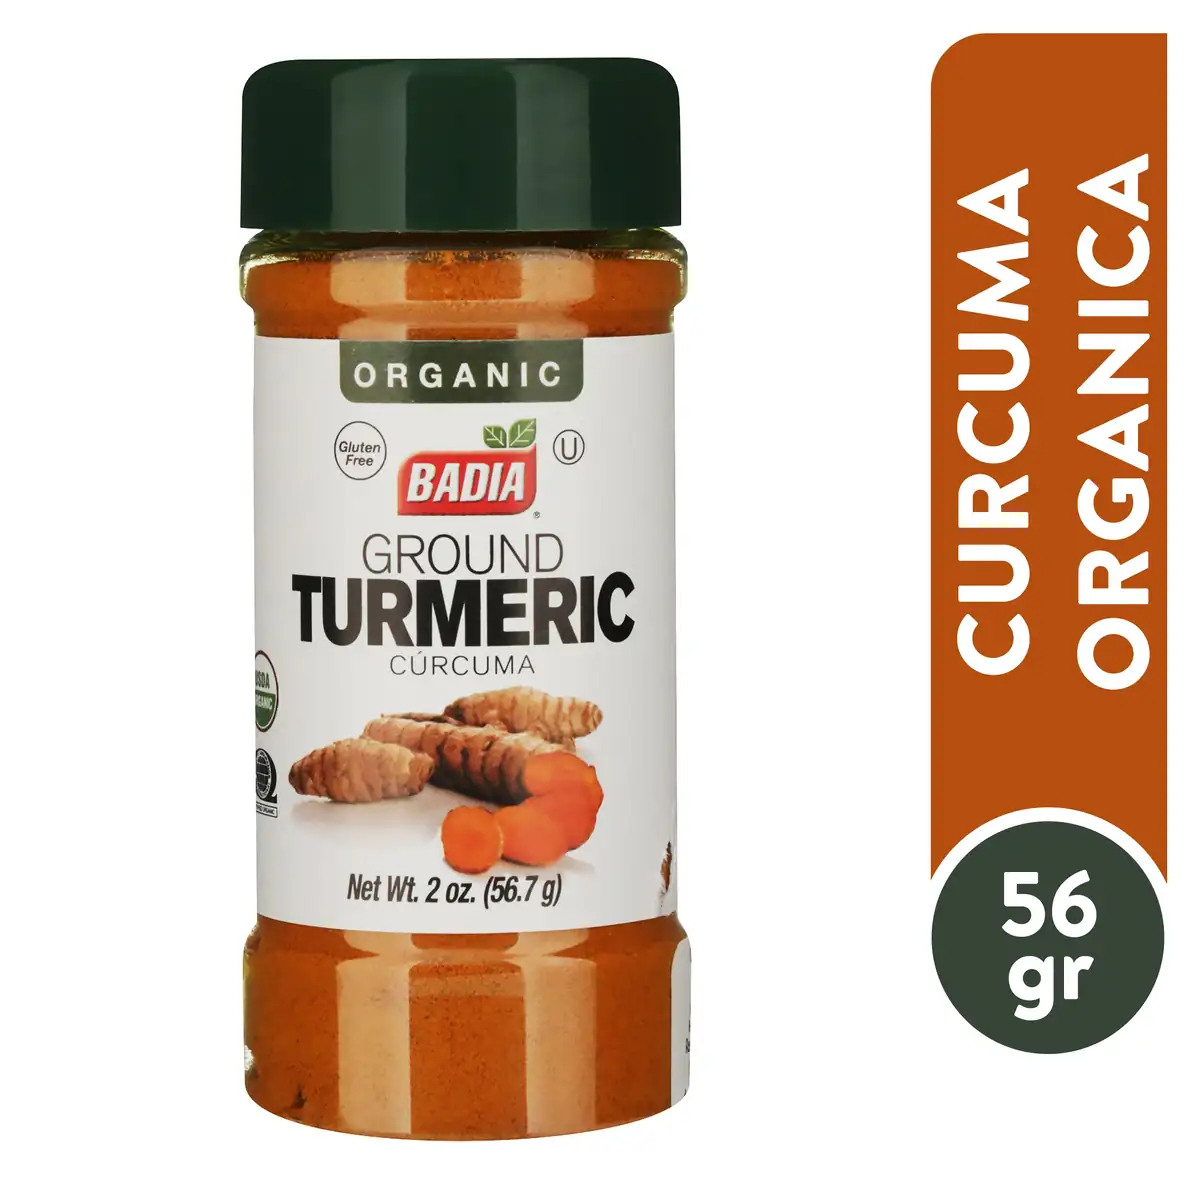 ORGANIC
Gluten
Free
BADIA
®
U
GROUND
TURMERIC
CÚRCUMA
USDA
ORGANIC
Net Wt. 2 oz. (56.7 g)
CURCUMA
ORGANICA
56
gr